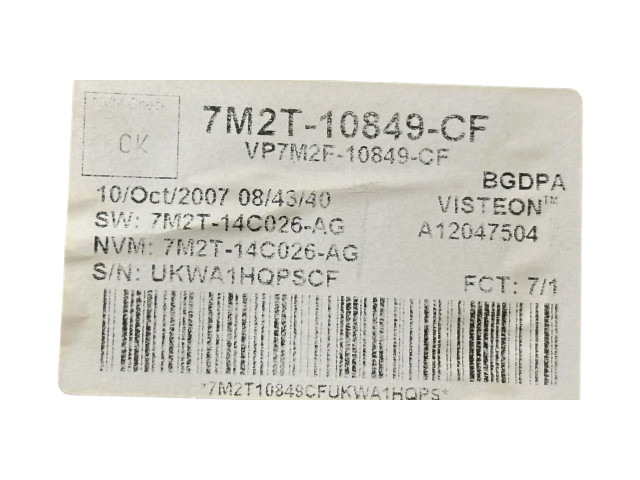 OK
7M2T-10849-CF
VP7M2F-10849-CF
BGDPA
10/Oct/2007 08/43/40
VISTEON™
SW: 7M2T-14C026-AG
A12047504
NVM: 7M2T-14C026-AG
S/N: UKWA1HQPSCF
FCT: 7/1
*7M2T10849CFUKWA1HQPS*